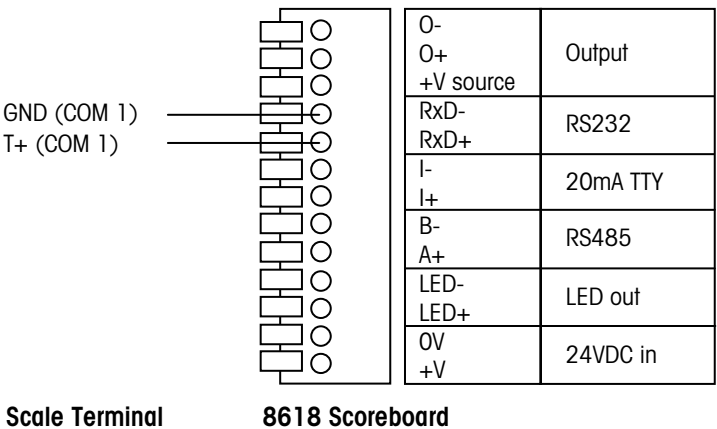 O-
O+
+V source
Output
GND (COM 1)
RxD-
T+ (COM 1)
RxD+
RS232
I-
I+
20mA TTY
B-
A+
RS485
LED-
LED+
LED out
0V
+V
24VDC in
Scale Terminal
8618 Scoreboard